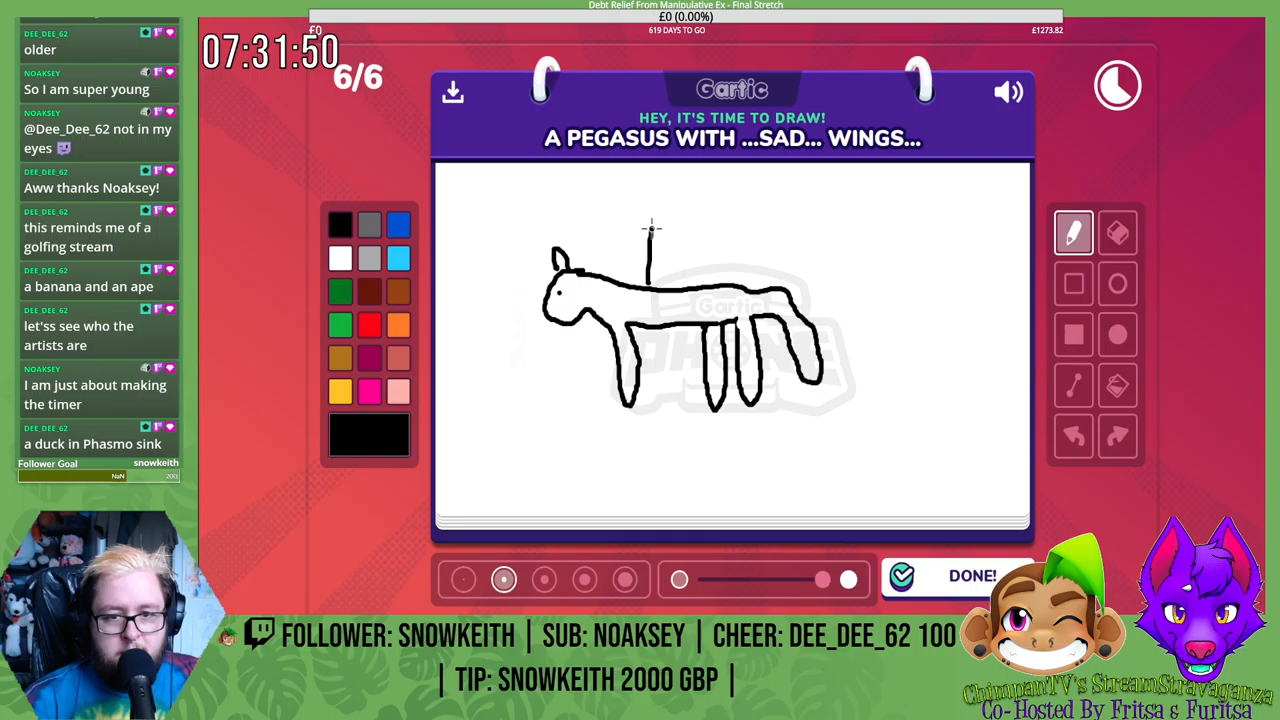 Debt Relief From Manipulative Ex - Final Stretch
£0 (0.00%)
£0
619 DAYS TO GO
£1273.82
07:31:50
6/6
DEE_DEE_62
older
NOAKSEY
So I am super young
NOAKSEY
@Dee_Dee_62 not in my
eyes
DEE_DEE_62
Aww thanks Noaksey!
DEE_DEE_62
this reminds me of a
golfing stream
DEE_DEE_62
a banana and an ape
DEE_DEE_62
let'ss see who the
artists are
NOAKSEY
I am just about making
the timer
DEE_DEE_62
a duck in Phasmo sink
Follower Goal snowkeith
NaN 200
Gartic
HEY, IT'S TIME TO DRAW!
A PEGASUS WITH ...SAD... WINGS...
Gartic
PHONE
DONE!
FOLLOWER: SNOWKEITH | SUB: NOAKSEY | CHEER: DEE_DEE_62 100
| TIP: SNOWKEITH 2000 GBP |
ChimpanTV's StreamStravaganza
Co-Hosted By Fritsa & Furitsa